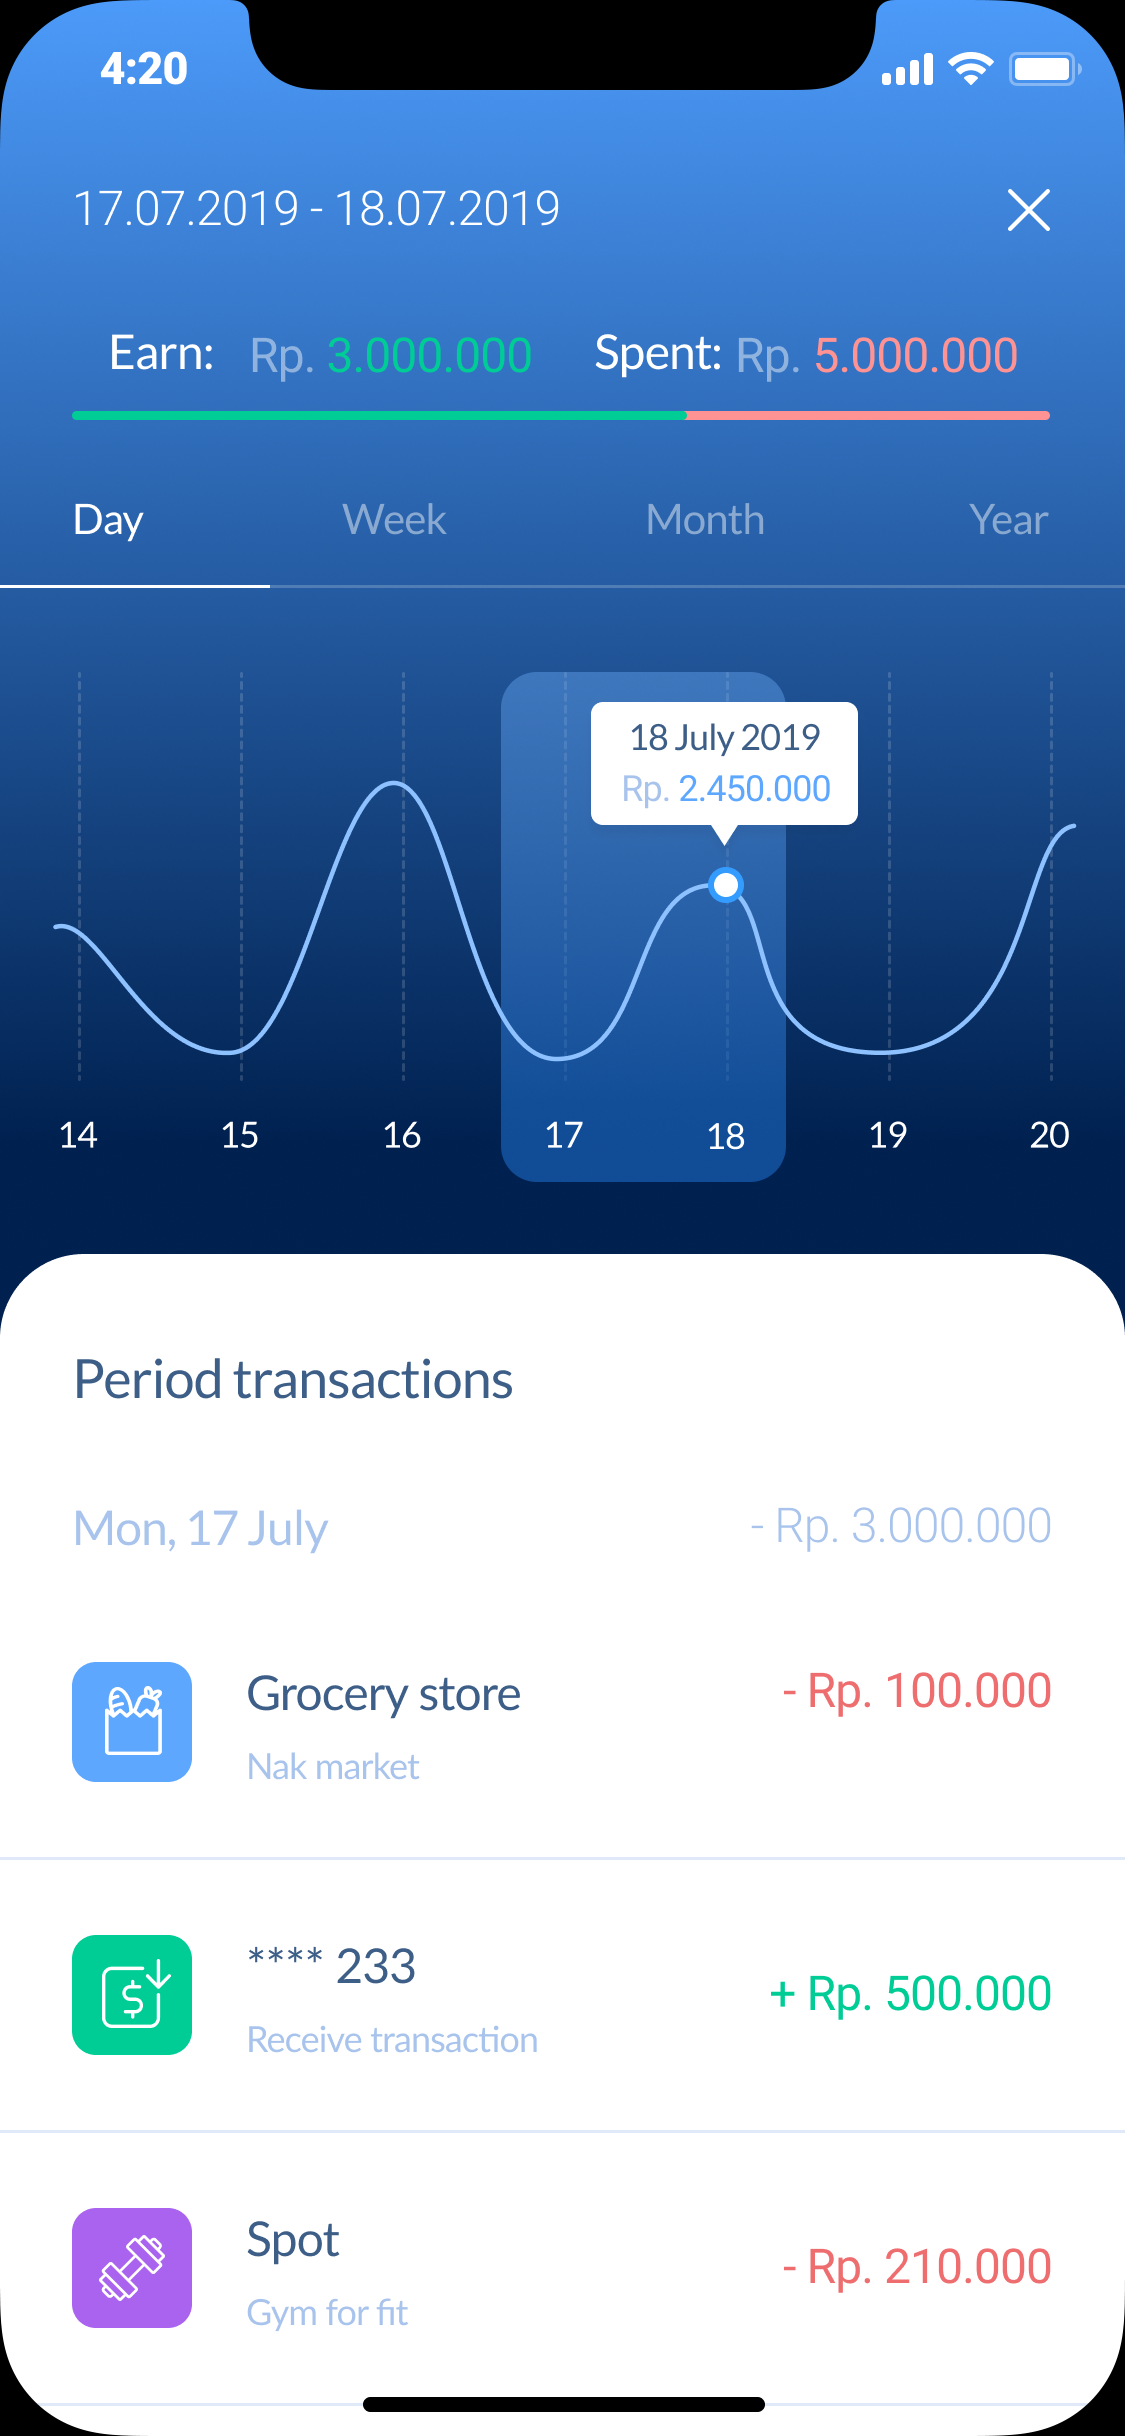 4:20
17.07.2019 - 18.07.2019
Earn: Rp. 3.000.000 Spent: Rp. 5.000.000
Day Week Month Year
18 July 2019
Rp. 2.450.000
14 15 16 17 18 19 20
Period transactions
Mon, 17 July - Rp. 3.000.000
Grocery store - Rp. 100.000
Nak market
**** 233 + Rp. 500.000
Receive transaction
Spot - Rp. 210.000
Gym for fit